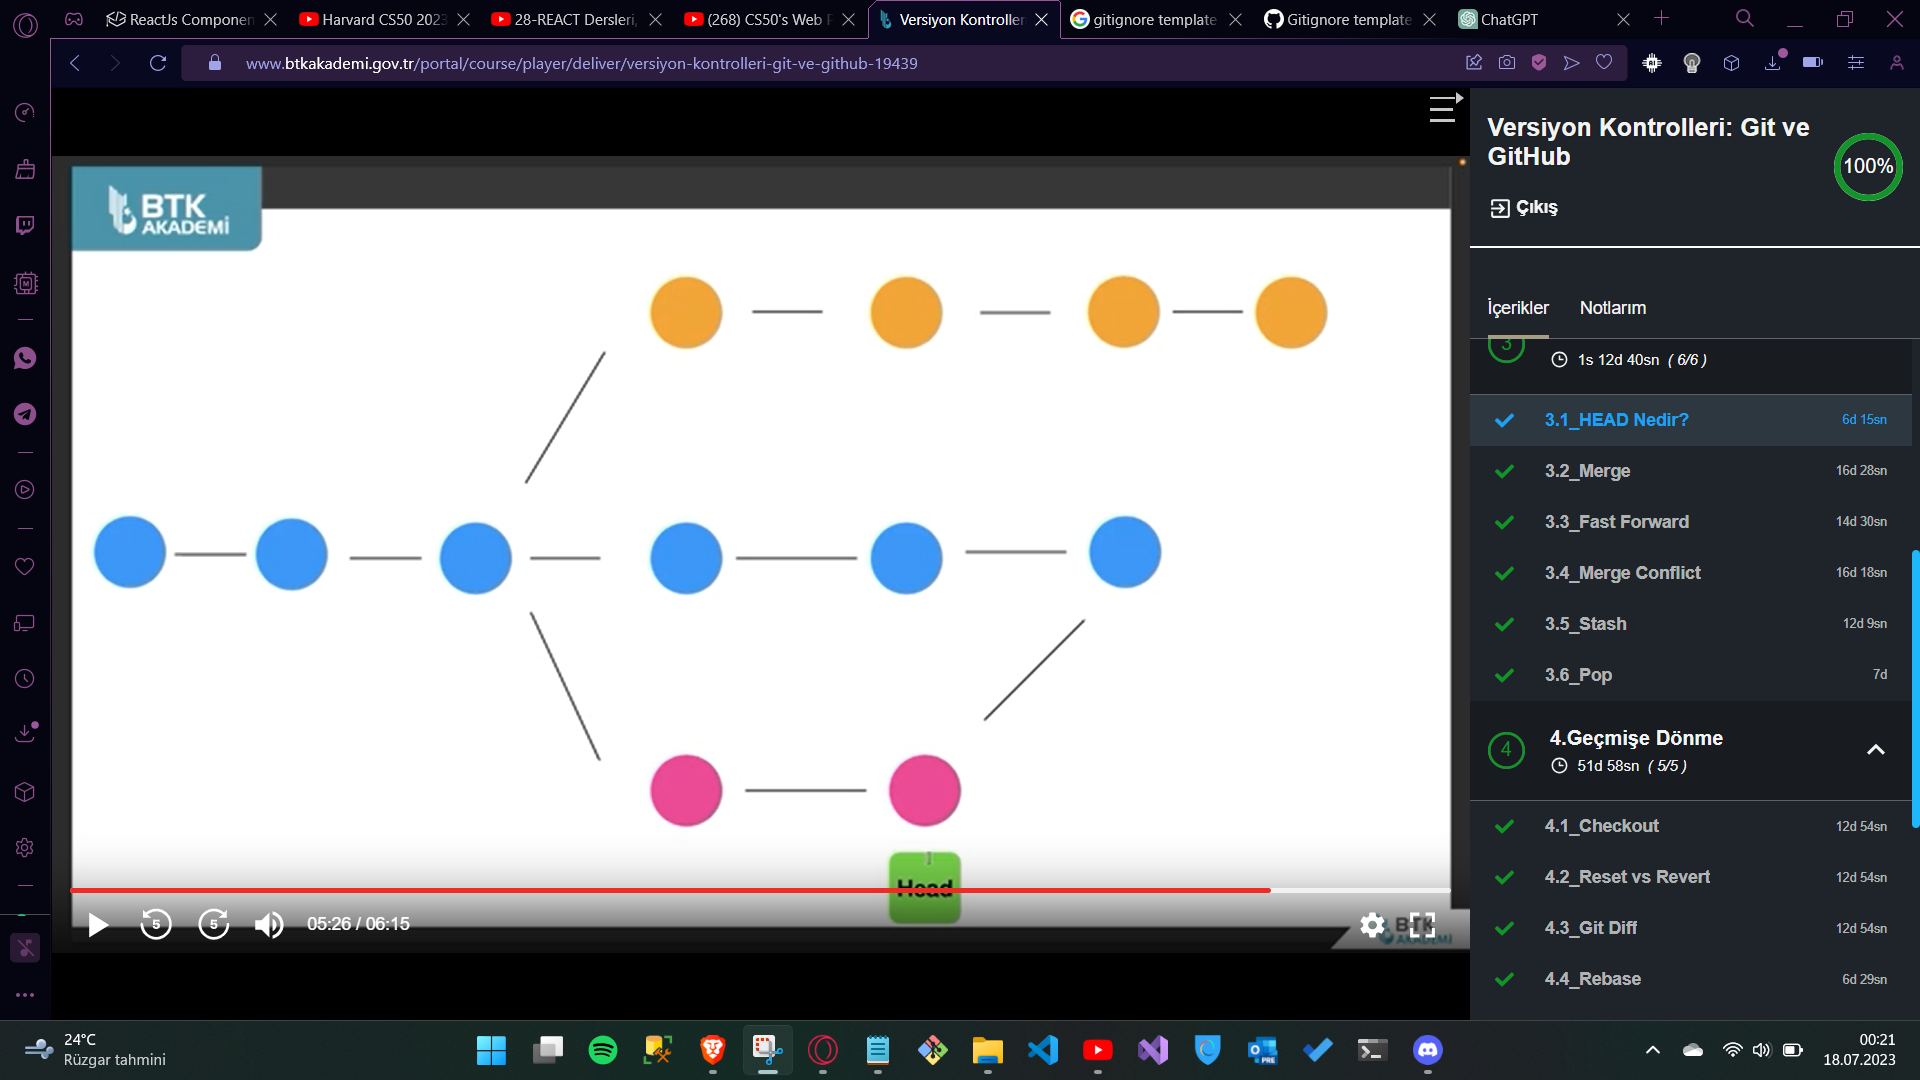 ReactJs Componen
Harvard CS50 2023
28-REACT Dersleri,
(268) CS50's Web P
Versiyon Kontrolleri
gitignore template
Gitignore template
ChatGPT
www.btkakademi.gov.tr/portal/course/player/deliver/versiyon-kontrolleri-git-ve-github-19439
BTK
AKADEMİ
Head
05:26 / 06:15
BTK
AKADEMI
Versiyon Kontrolleri: Git ve
GitHub
100%
Çıkış
İçerikler
Notlarım
3
1s 12d 40sn ( 6/6 )
3.1_HEAD Nedir?
6d 15sn
3.2_Merge
16d 28sn
3.3_Fast Forward
14d 30sn
3.4_Merge Conflict
16d 18sn
3.5_Stash
12d 9sn
3.6_Pop
7d
4
4.Geçmişe Dönme
51d 58sn ( 5/5 )
4.1_Checkout
12d 54sn
4.2_Reset vs Revert
12d 54sn
4.3_Git Diff
12d 54sn
4.4_Rebase
6d 29sn
24°C
Rüzgar tahmini
00:21
18.07.2023